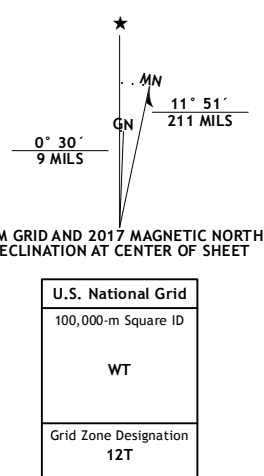 ★
MN
GN
11° 51´
211 MILS
0° 30´
9 MILS
M GRID AND 2017 MAGNETIC NORTH
ECLINATION AT CENTER OF SHEET
U.S. National Grid
100,000-m Square ID
WT
Grid Zone Designation
12T